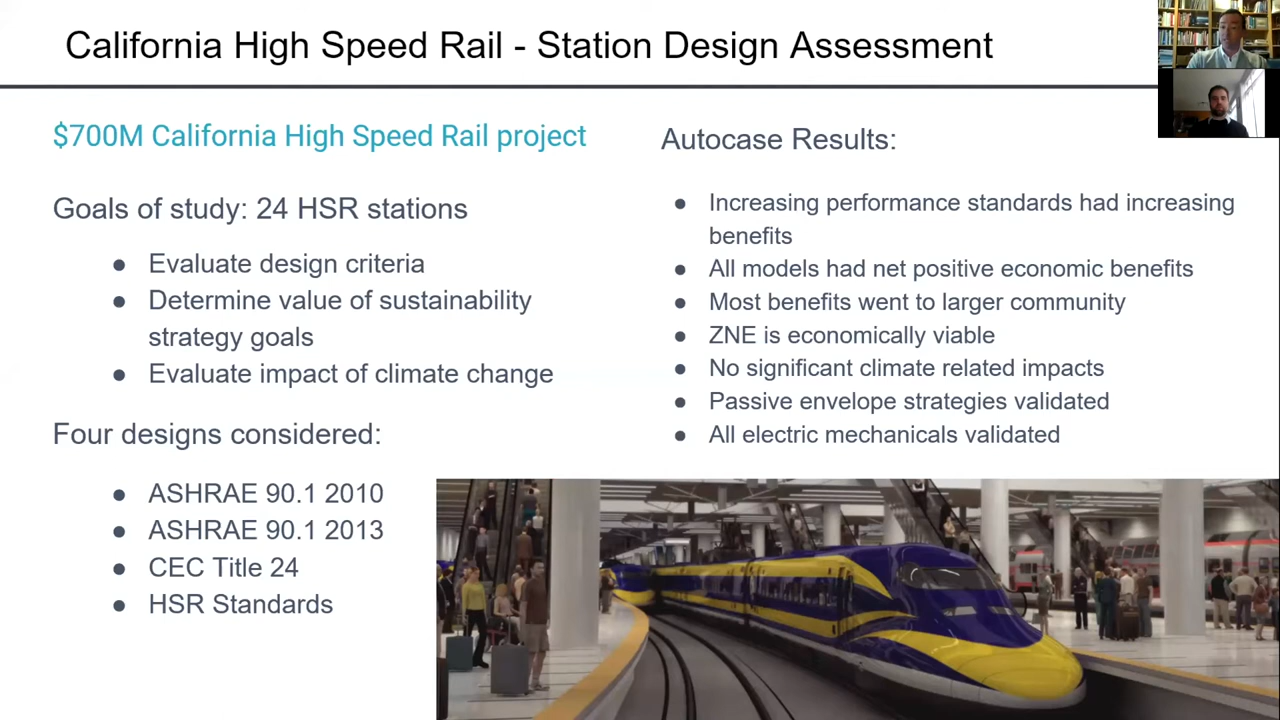 California High Speed Rail - Station Design Assessment
$700M California High Speed Rail project
Goals of study: 24 HSR stations
● Evaluate design criteria
● Determine value of sustainability
strategy goals
● Evaluate impact of climate change
Four designs considered:
● ASHRAE 90.1 2010
● ASHRAE 90.1 2013
● CEC Title 24
● HSR Standards
Autocase Results:
● Increasing performance standards had increasing
benefits
● All models had net positive economic benefits
● Most benefits went to larger community
● ZNE is economically viable
● No significant climate related impacts
● Passive envelope strategies validated
● All electric mechanicals validated